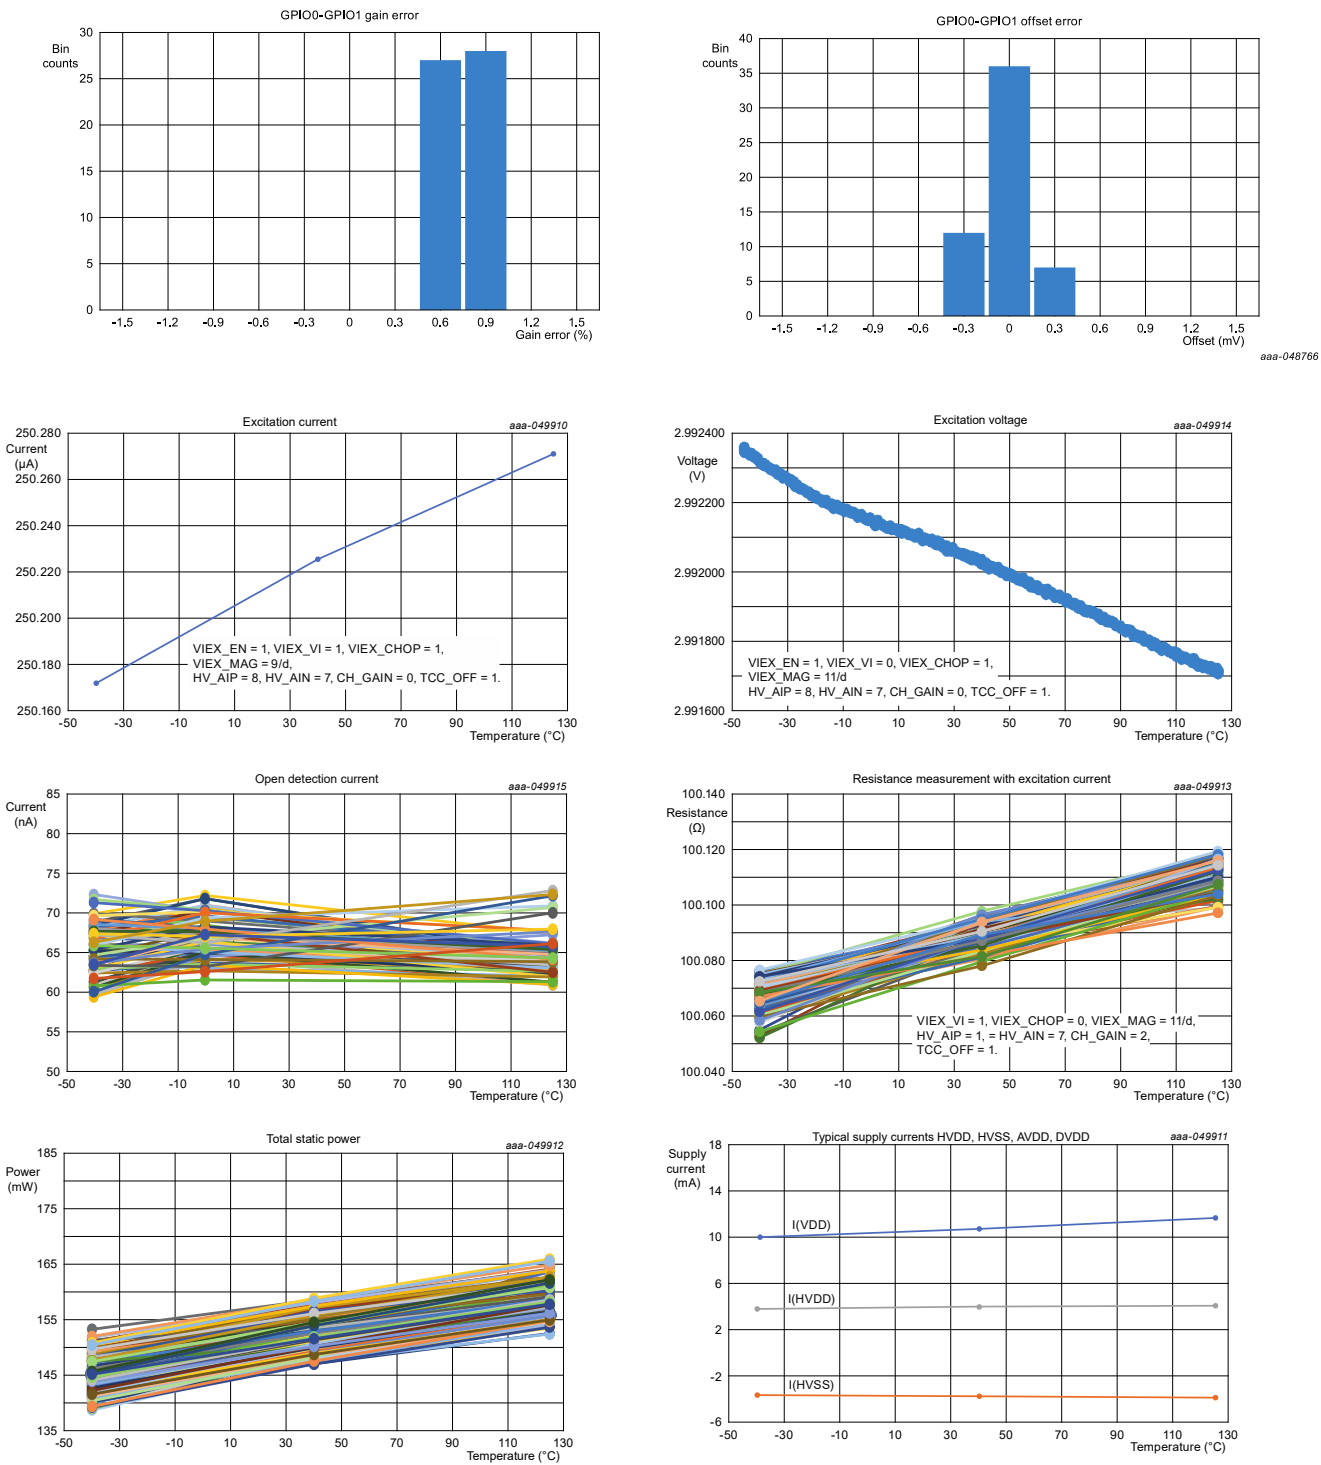 GPIO0-GPIO1 gain error
Bin
counts
30
25
20
15
10
5
0
-1.5 -1.2 -0.9 -0.6 -0.3 0 0.3 0.6 0.9 1.2 1.5
Gain error (%)
GPIO0-GPIO1 offset error
Bin
counts
40
35
30
25
20
15
10
5
0
-1.5 -1.2 -0.9 -0.6 -0.3 0 0.3 0.6 0.9 1.2 1.5
Offset (mV)
aaa-048766
Excitation current
aaa-049910
Current
(µA)
250.280
250.260
250.240
250.220
250.200
250.180
250.160
VIEX_EN = 1, VIEX_VI = 1, VIEX_CHOP = 1,
VIEX_MAG = 9/d,
HV_AIP = 8, HV_AIN = 7, CH_GAIN = 0, TCC_OFF = 1.
-50 -30 -10 10 30 50 70 90 110 130
Temperature (°C)
Excitation voltage
aaa-049914
Voltage
(V)
2.992400
2.992200
2.992000
2.991800
2.991600
VIEX_EN = 1, VIEX_VI = 0, VIEX_CHOP = 1,
VIEX_MAG = 11/d
HV_AIP = 8, HV_AIN = 7, CH_GAIN = 0, TCC_OFF = 1.
-50 -30 -10 10 30 50 70 90 110 130
Temperature (°C)
Open detection current
aaa-049915
Current
(nA)
85
80
75
70
65
60
55
50
-50 -30 -10 10 30 50 70 90 110 130
Temperature (°C)
Resistance measurement with excitation current
aaa-049913
Resistance
(Ω)
100.140
100.120
100.100
100.080
100.060
100.040
VIEX_VI = 1, VIEX_CHOP = 0, VIEX_MAG = 11/d,
HV_AIP = 1, = HV_AIN = 7, CH_GAIN = 2,
TCC_OFF = 1.
-50 -30 -10 10 30 50 70 90 110 130
Temperature (°C)
Total static power
aaa-049912
Power
(mW)
185
175
165
155
145
135
-50 -30 -10 10 30 50 70 90 110 130
Temperature (°C)
Typical supply currents HVDD, HVSS, AVDD, DVDD
aaa-049911
Supply
current
(mA)
18
14
10
6
2
-2
-6
I(VDD)
I(HVDD)
I(HVSS)
-50 -30 -10 10 30 50 70 90 110 130
Temperature (°C)